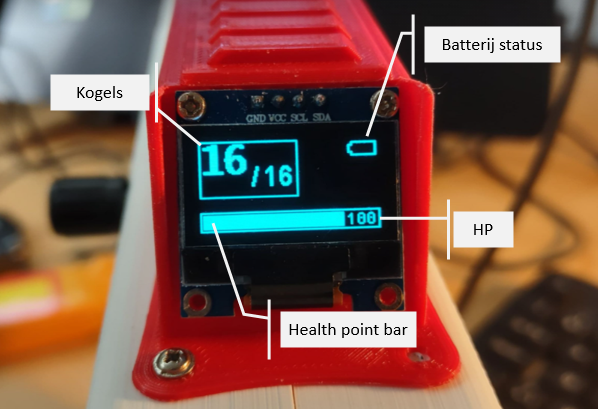 Batterij status
Kogels
GND VCC SCL SDA
16/16
100
HP
Health point bar